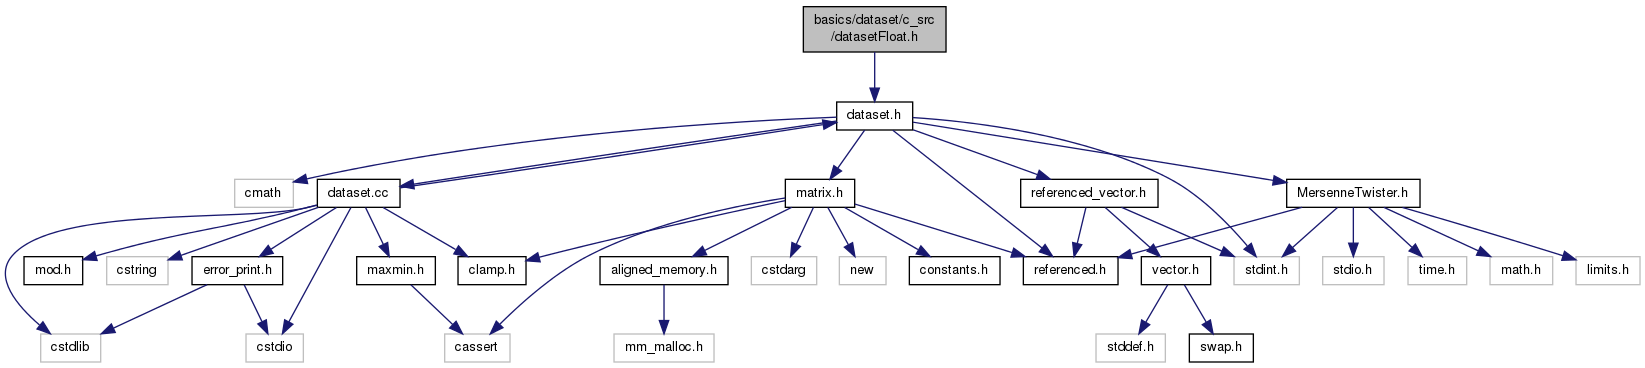 basics/dataset/c_src
/datasetFloat.h
dataset.h
cmath
dataset.cc
matrix.h
referenced_vector.h
MersenneTwister.h
mod.h
cstring
error_print.h
maxmin.h
clamp.h
aligned_memory.h
cstdarg
new
constants.h
referenced.h
vector.h
stdint.h
stdio.h
time.h
math.h
limits.h
cstdlib
cstdio
cassert
mm_malloc.h
stddef.h
swap.h